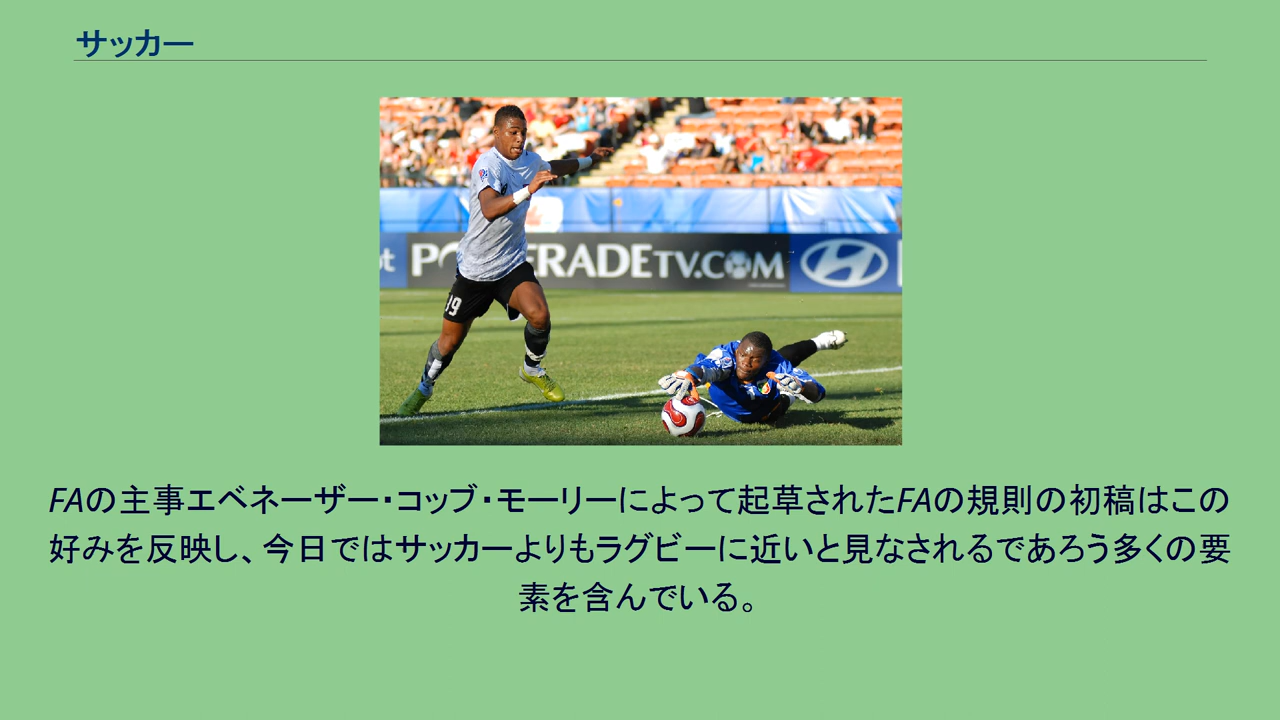 サッカー
POWERADETV.COM
19
FAの主事エベネーザー・コッブ・モーリーによって起草されたFAの規則の初稿はこの
好みを反映し、今日ではサッカーよりもラグビーに近いと見なされるであろう多くの要
素を含んでいる。